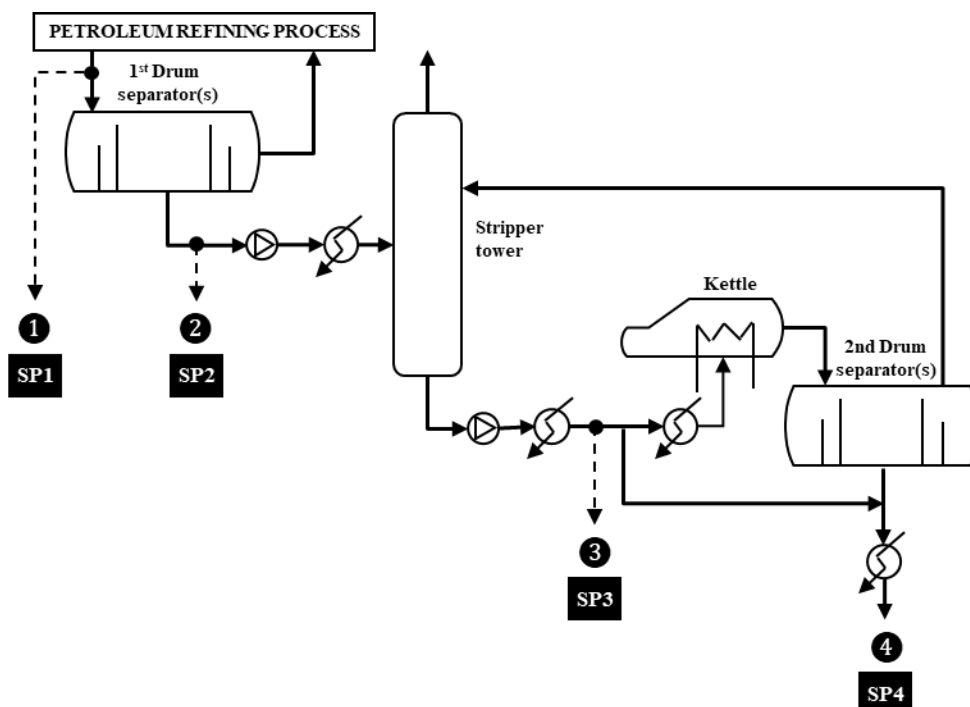 PETROLEUM REFINING PROCESS
1st Drum
separator(s)
Stripper
tower
Kettle
2nd Drum
separator(s)
1
SP1
2
SP2
3
SP3
4
SP4